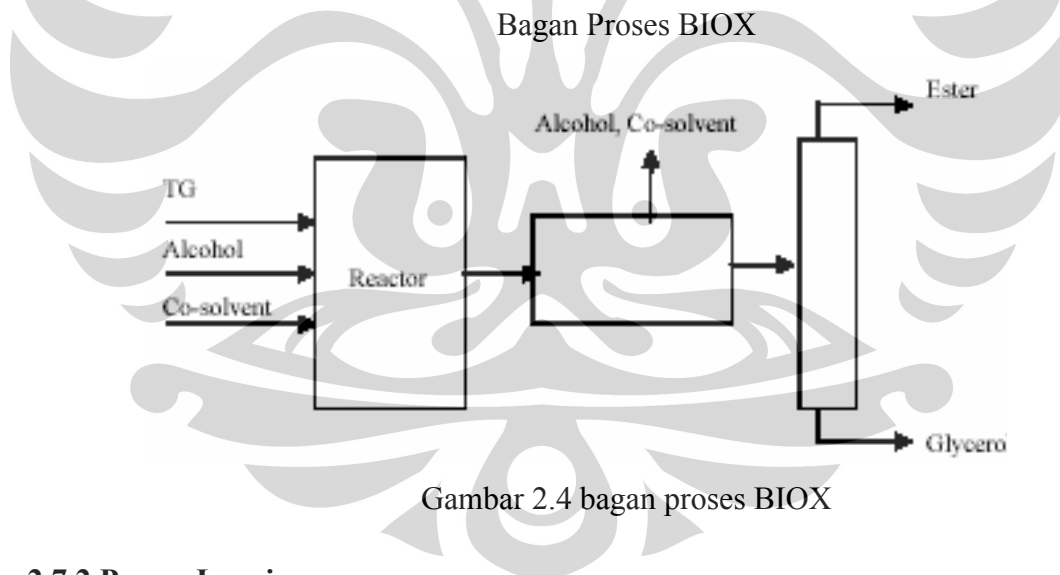 Bagan Proses BIOX
Ester
Alcohol, Co-solvent
TG
Alcohol
Reactor
Co-solvent
Glycero
Gambar 2.4 bagan proses BIOX